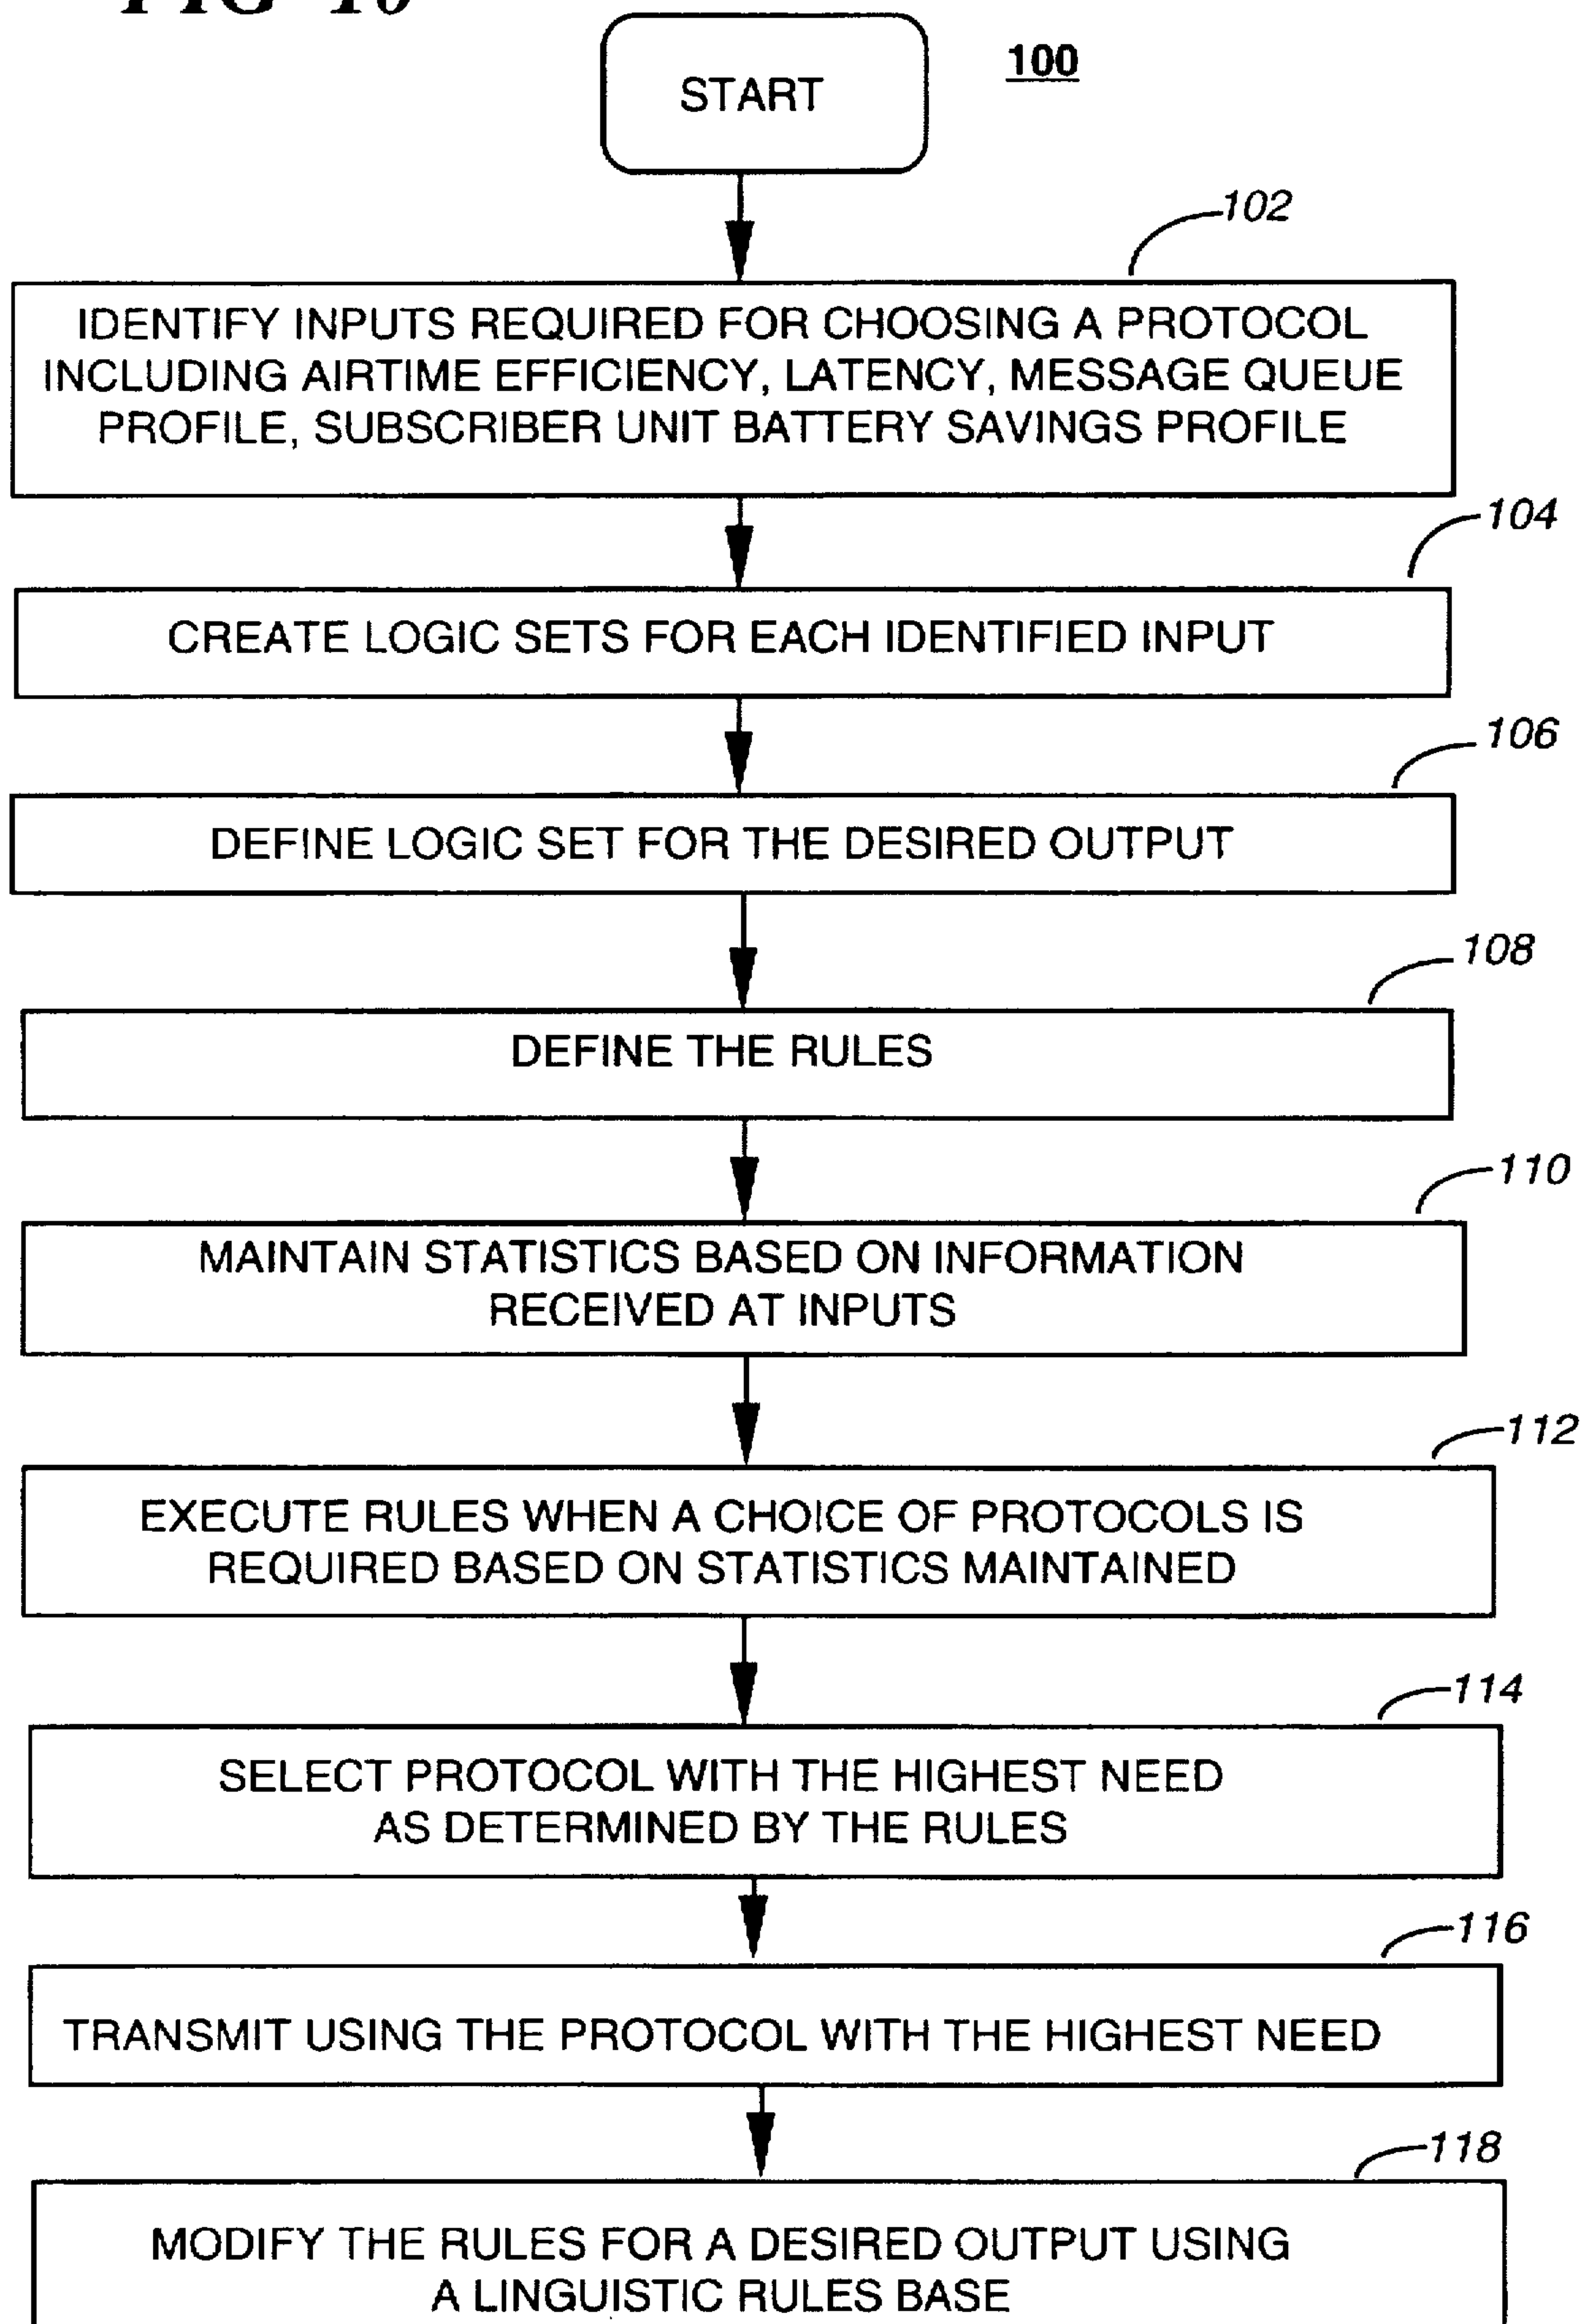 FIG 10
START
100
102
IDENTIFY INPUTS REQUIRED FOR CHOOSING A PROTOCOL
INCLUDING AIRTIME EFFICIENCY, LATENCY, MESSAGE QUEUE
PROFILE, SUBSCRIBER UNIT BATTERY SAVINGS PROFILE
104
CREATE LOGIC SETS FOR EACH IDENTIFIED INPUT
106
DEFINE LOGIC SET FOR THE DESIRED OUTPUT
108
DEFINE THE RULES
110
MAINTAIN STATISTICS BASED ON INFORMATION
RECEIVED AT INPUTS
112
EXECUTE RULES WHEN A CHOICE OF PROTOCOLS IS
REQUIRED BASED ON STATISTICS MAINTAINED
114
SELECT PROTOCOL WITH THE HIGHEST NEED
AS DETERMINED BY THE RULES
116
TRANSMIT USING THE PROTOCOL WITH THE HIGHEST NEED
118
MODIFY THE RULES FOR A DESIRED OUTPUT USING
A LINGUISTIC RULES BASE